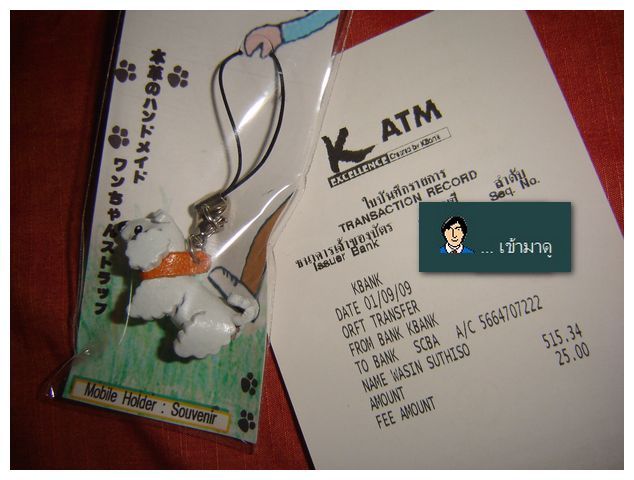 本革のハンドメイド
ワンちゃんストラップ
Mobile Holder : Souvenir
K ATM
EXCELLENCE Created by KBank
ใบบันทึกรายการ
TRANSACTION RECORD
ลำดับ
Seq. No.
ธนาคารเจ้าของบัตร
Issuer Bank
... เข้ามาดู
KBANK
DATE 01/09/09
ORFT TRANSFER
FROM BANK KBANK
TO BANK SCBA A/C 5664707222
NAME WASIN SUTHISO
AMOUNT 515.34
FEE AMOUNT 25.00